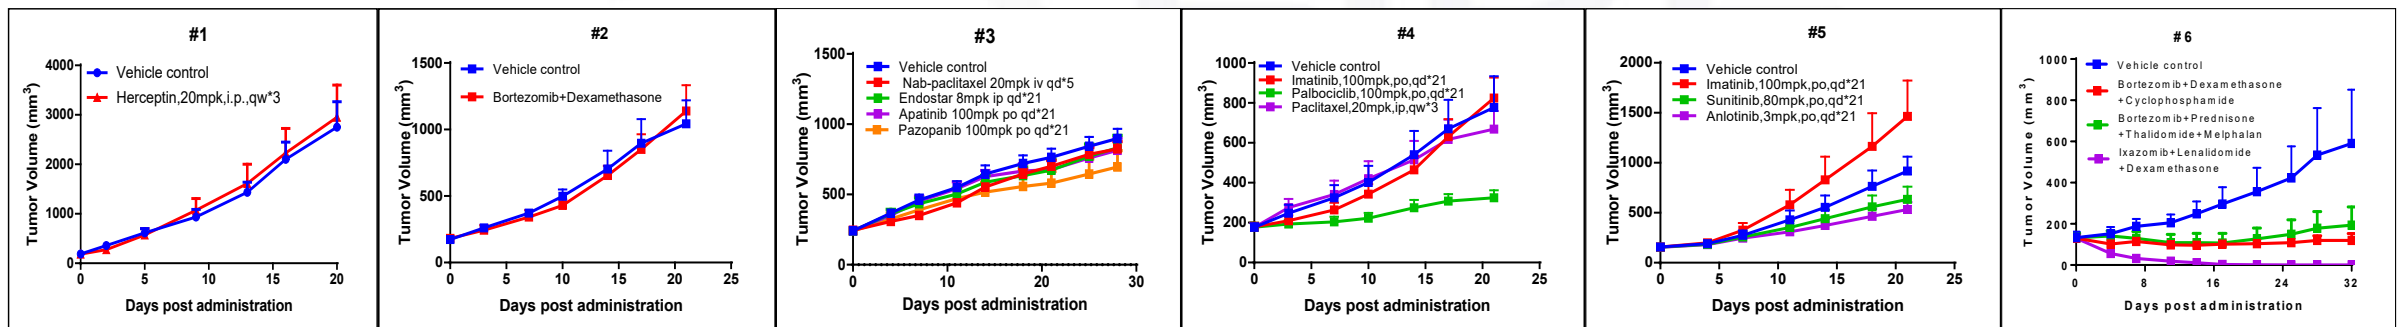 #1
4000
3000
2000
1000
0
0 5 10 15 20
Tumor Volume (mm3)
Days post administration
Vehicle control
Herceptin,20mpk,i.p.,qw*3
#2
1500
1000
500
0
0 5 10 15 20 25
Tumor Volume (mm3)
Days post administration
Vehicle control
Bortezomib+Dexamethasone
#3
1500
1000
500
0
0 10 20 30
Tumor Volume (mm3)
Days post administration
Vehicle control
Nab-paclitaxel 20mpk iv qd*5
Endostar 8mpk ip qd*21
Apatinib 100mpk po qd*21
Pazopanib 100mpk po qd*21
#4
1000
800
600
400
200
0
0 5 10 15 20 25
Tumor Volume (mm3)
Days post administration
Vehicle control
Imatinib,100mpk,po,qd*21
Palbociclib,100mpk,po,qd*21
Paclitaxel,20mpk,ip,qw*3
#5
2000
1500
1000
500
0
0 5 10 15 20 25
Tumor Volume (mm3)
Days post administration
Vehicle control
Imatinib,100mpk,po,qd*21
Sunitinib,80mpk,po,qd*21
Anlotinib,3mpk,po,qd*21
#6
1000
800
600
400
200
0
0 8 16 24 32
Tumor Volume (mm3)
Days post administration
Vehicle control
Bortezomib+Dexamethasone
+Cyclophosphamide
Bortezomib+Prednisone
+Thalidomide+Melphalan
Ixazomib+Lenalidomide
+Dexamethasone